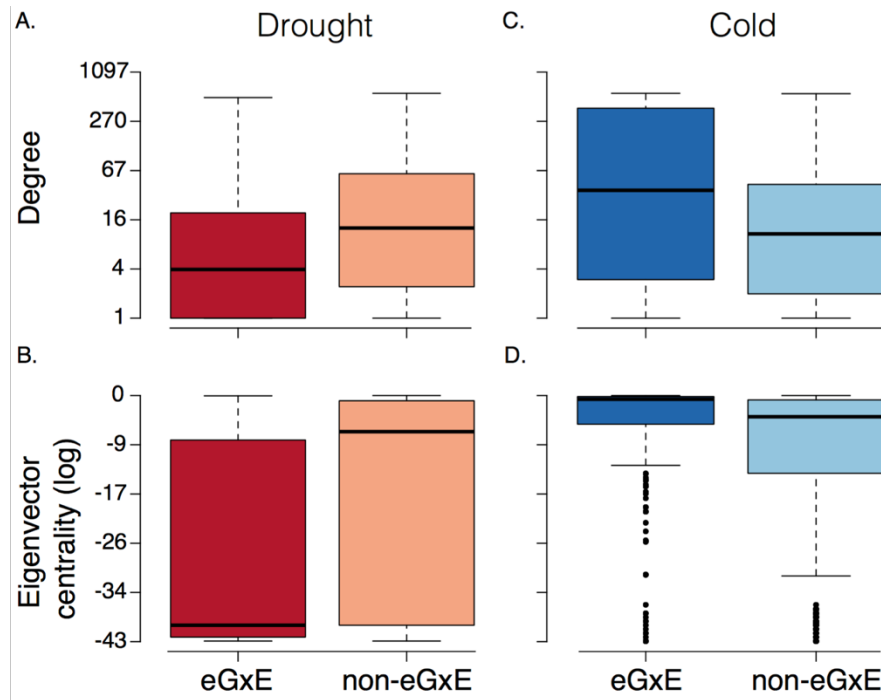 A.
Drought
C.
Cold
Degree
1097
270
67
16
4
1
B.
D.
Eigenvector
centrality (log)
0
-9
-17
-26
-34
-43
eGxE
non-eGxE
eGxE
non-eGxE